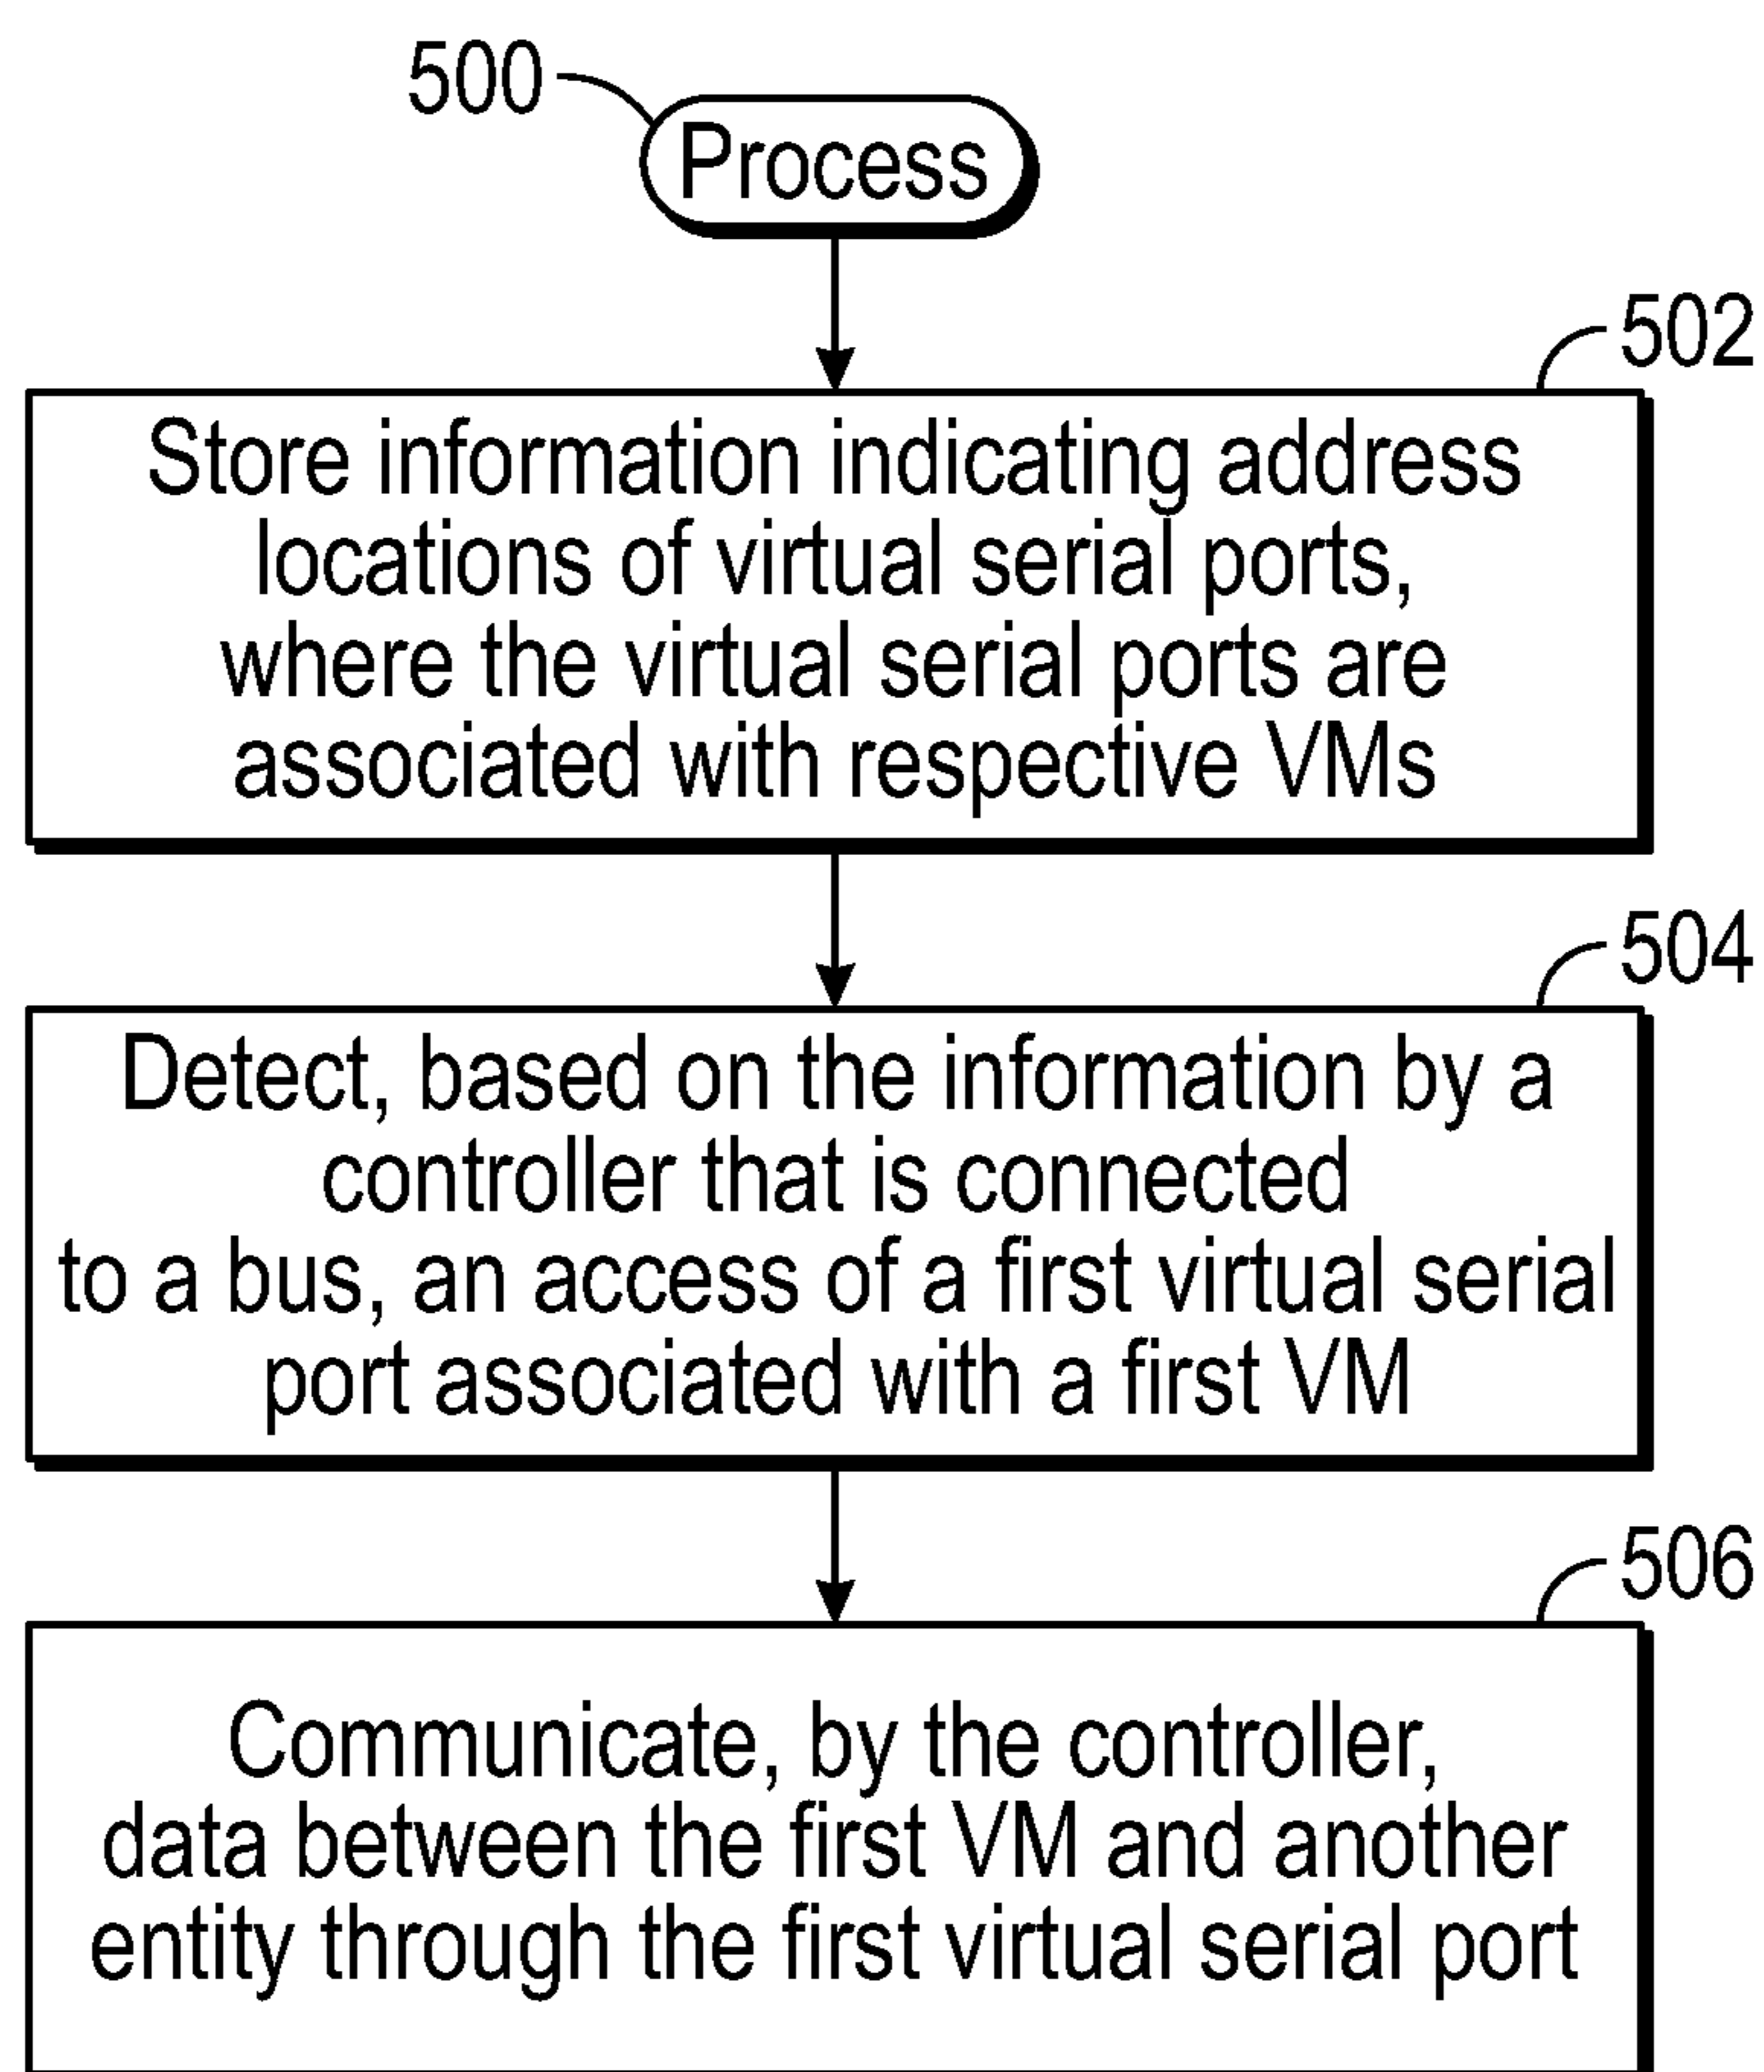 500
Process
502
Store information indicating address
locations of virtual serial ports,
where the virtual serial ports are
associated with respective VMs
504
Detect, based on the information by a
controller that is connected
to a bus, an access of a first virtual serial
port associated with a first VM
506
Communicate, by the controller,
data between the first VM and another
entity through the first virtual serial port